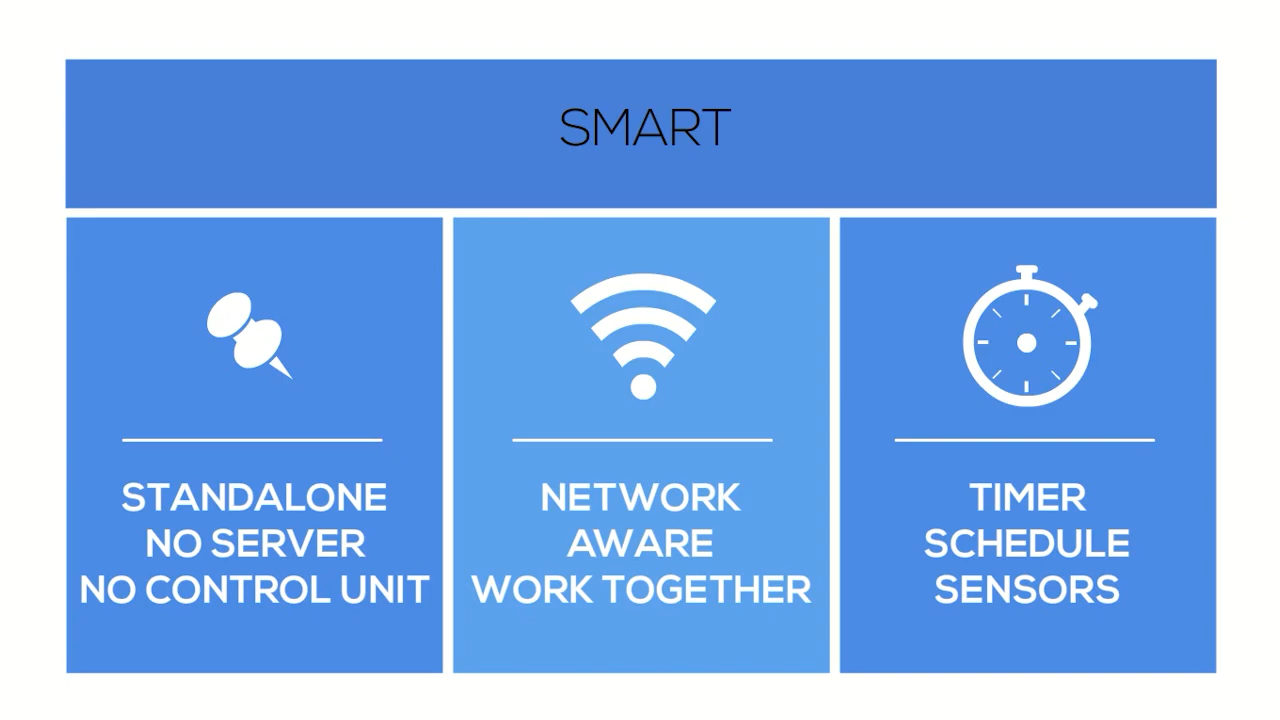 SMART
STANDALONE
NO SERVER
NO CONTROL UNIT
NETWORK
AWARE
WORK TOGETHER
TIMER
SCHEDULE
SENSORS